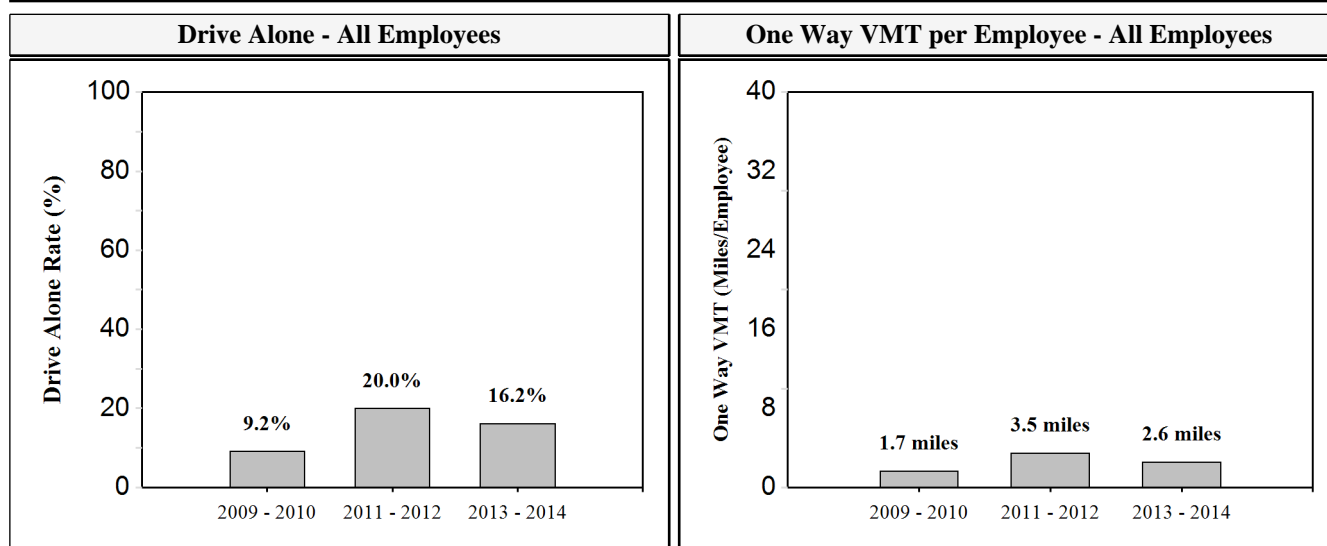 Drive Alone - All Employees
One Way VMT per Employee - All Employees
Drive Alone Rate (%)
100
80
60
40
20
0
9.2%
20.0%
16.2%
2009 - 2010
2011 - 2012
2013 - 2014
One Way VMT (Miles/Employee)
40
32
24
16
8
0
1.7 miles
3.5 miles
2.6 miles
2009 - 2010
2011 - 2012
2013 - 2014